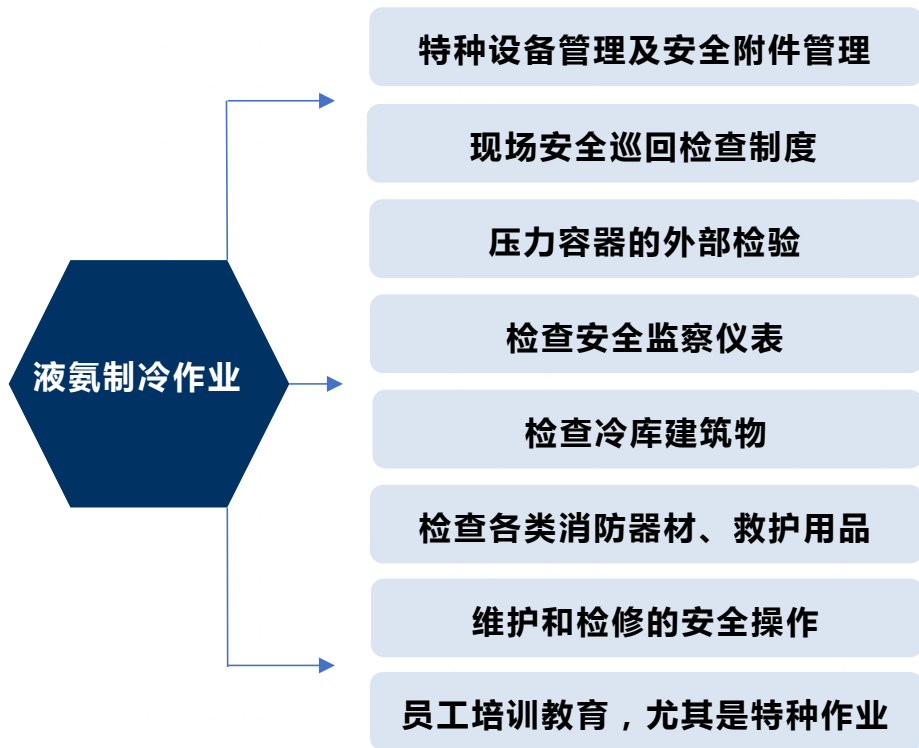 特种设备管理及安全附件管理
现场安全巡回检查制度
压力容器的外部检验
检查安全监察仪表
液氨制冷作业
检查冷库建筑物
检查各类消防器材、救护用品
维护和检修的安全操作
员工培训教育，尤其是特种作业